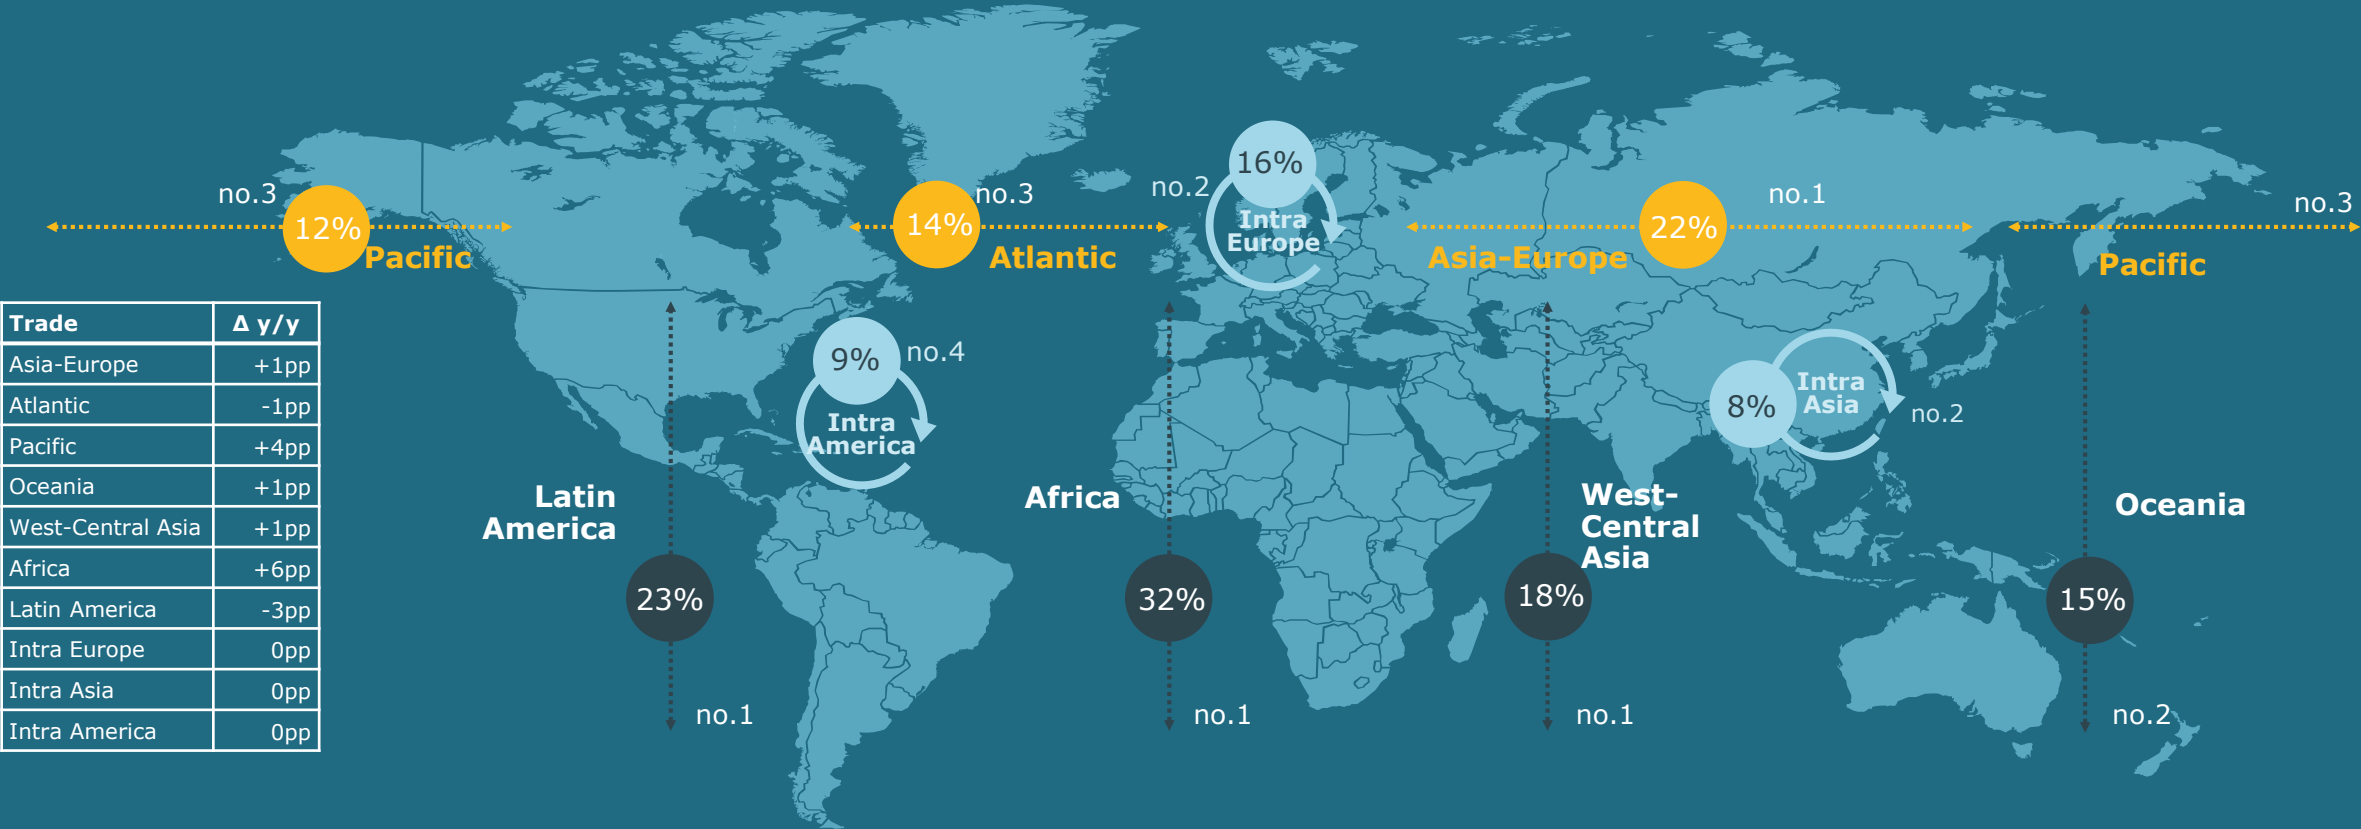 no.3
12%
Pacific
14%
no.3
Atlantic
no.2
16%
Intra
Europe
no.1
22%
Asia-Europe
no.3
Pacific
Trade Δ y/y
Asia-Europe +1pp
Atlantic -1pp
Pacific +4pp
Oceania +1pp
West-Central Asia +1pp
Africa +6pp
Latin America -3pp
Intra Europe 0pp
Intra Asia 0pp
Intra America 0pp
9%
no.4
Intra
America
8%
Intra
Asia
no.2
Latin
America
23%
no.1
Africa
32%
no.1
West-
Central
Asia
18%
no.1
Oceania
15%
no.2